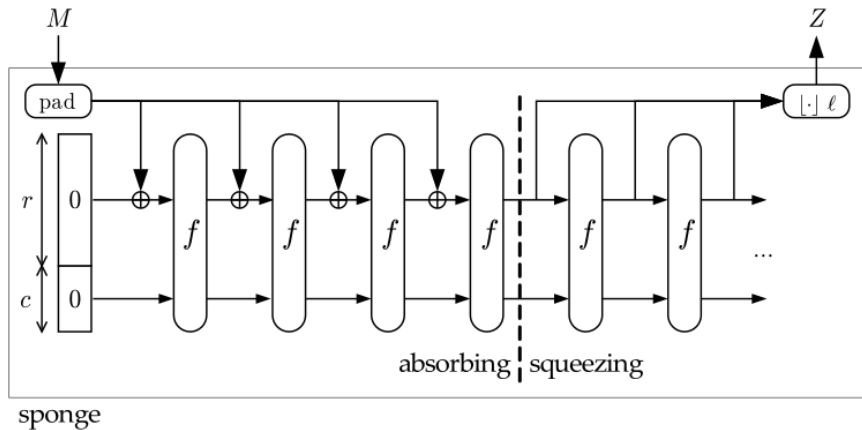 M Z
pad ⌊·⌋ ℓ
r 0 ⊕ ⊕ ⊕ ⊕
f f f f f f
...
c 0
absorbing squeezing
sponge